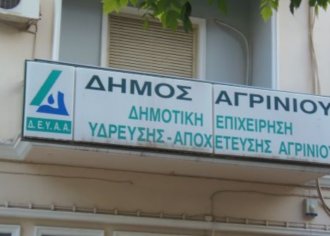 ΔΗΜΟΣ ΑΓΡΙΝΙΟΥ
ΔΗΜΟΤΙΚΗ ΕΠΙΧΕΙΡΗΣΗ
ΥΔΡΕΥΣΗΣ - ΑΠΟΧΕΤΕΥΣΗΣ ΑΓΡΙΝΙΟΥ
Δ.Ε.Υ.Α.Α.